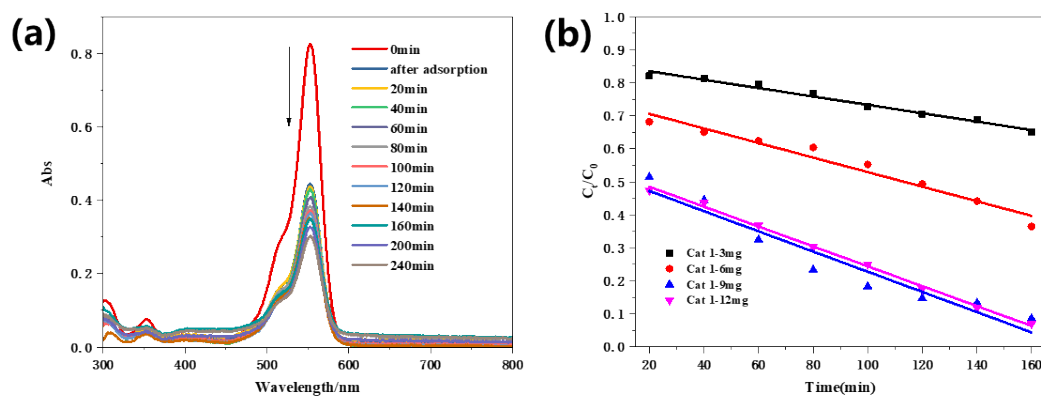 (a)
0.8
0.6
0.4
0.2
0.0
Abs
300 400 500 600 700 800
Wavelength/nm
0min
after adsorption
20min
40min
60min
80min
100min
120min
140min
160min
200min
240min
(b)
1.0
0.9
0.8
0.7
0.6
0.5
0.4
0.3
0.2
0.1
0.0
Ct/C0
20 40 60 80 100 120 140 160
Time(min)
Cat 1-3mg
Cat 1-6mg
Cat 1-9mg
Cat 1-12mg